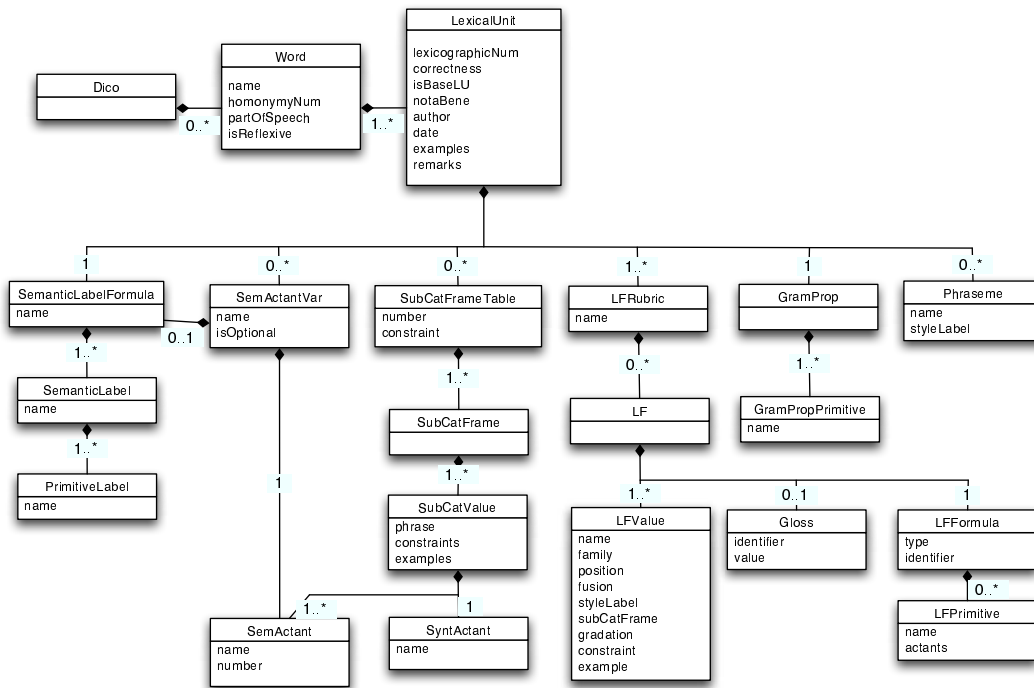 LexicalUnit
lexicographicNum
correctness
isBaseLU
notaBene
author
date
examples
remarks
Word
name
homonymyNum
partOfSpeech
isReflexive
Dico
0..*
1..*
1
0..*
0..*
1..*
1
0..*
SemanticLabelFormula
name
SemActantVar
name
isOptional
SubCatFrameTable
number
constraint
LFRubric
name
GramProp
Phraseme
name
styleLabel
0..1
1..*
1..*
0..*
1..*
SemanticLabel
name
SubCatFrame
LF
GramPropPrimitive
name
1..*
1..*
PrimitiveLabel
name
1
SubCatValue
phrase
constraints
examples
1..*
0..1
1
LFValue
name
family
position
fusion
styleLabel
subCatFrame
gradation
constraint
example
Gloss
identifier
value
LFFormula
type
identifier
0..*
LFPrimitive
name
actants
1..*
1
SemActant
name
number
SyntActant
name